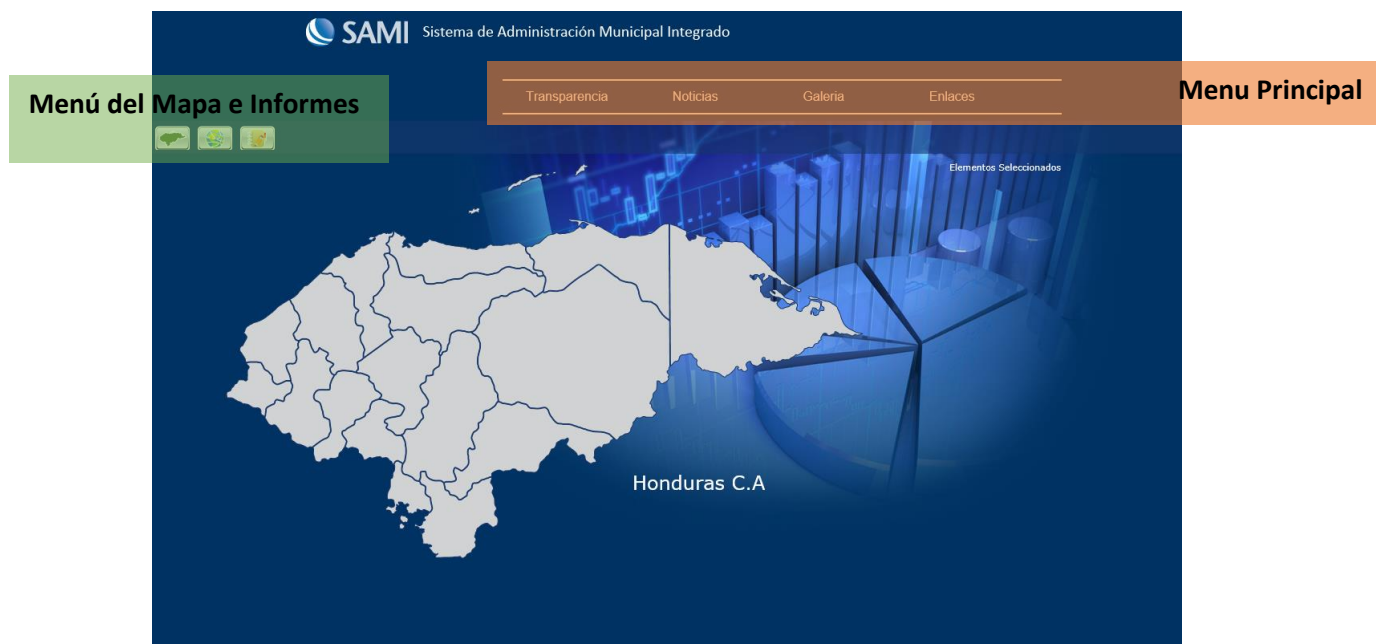 SAMI Sistema de Administración Municipal Integrado
Menú del Mapa e Informes
Menu Principal
Transparencia Noticias Galeria Enlaces
Elementos Seleccionados
Honduras C.A